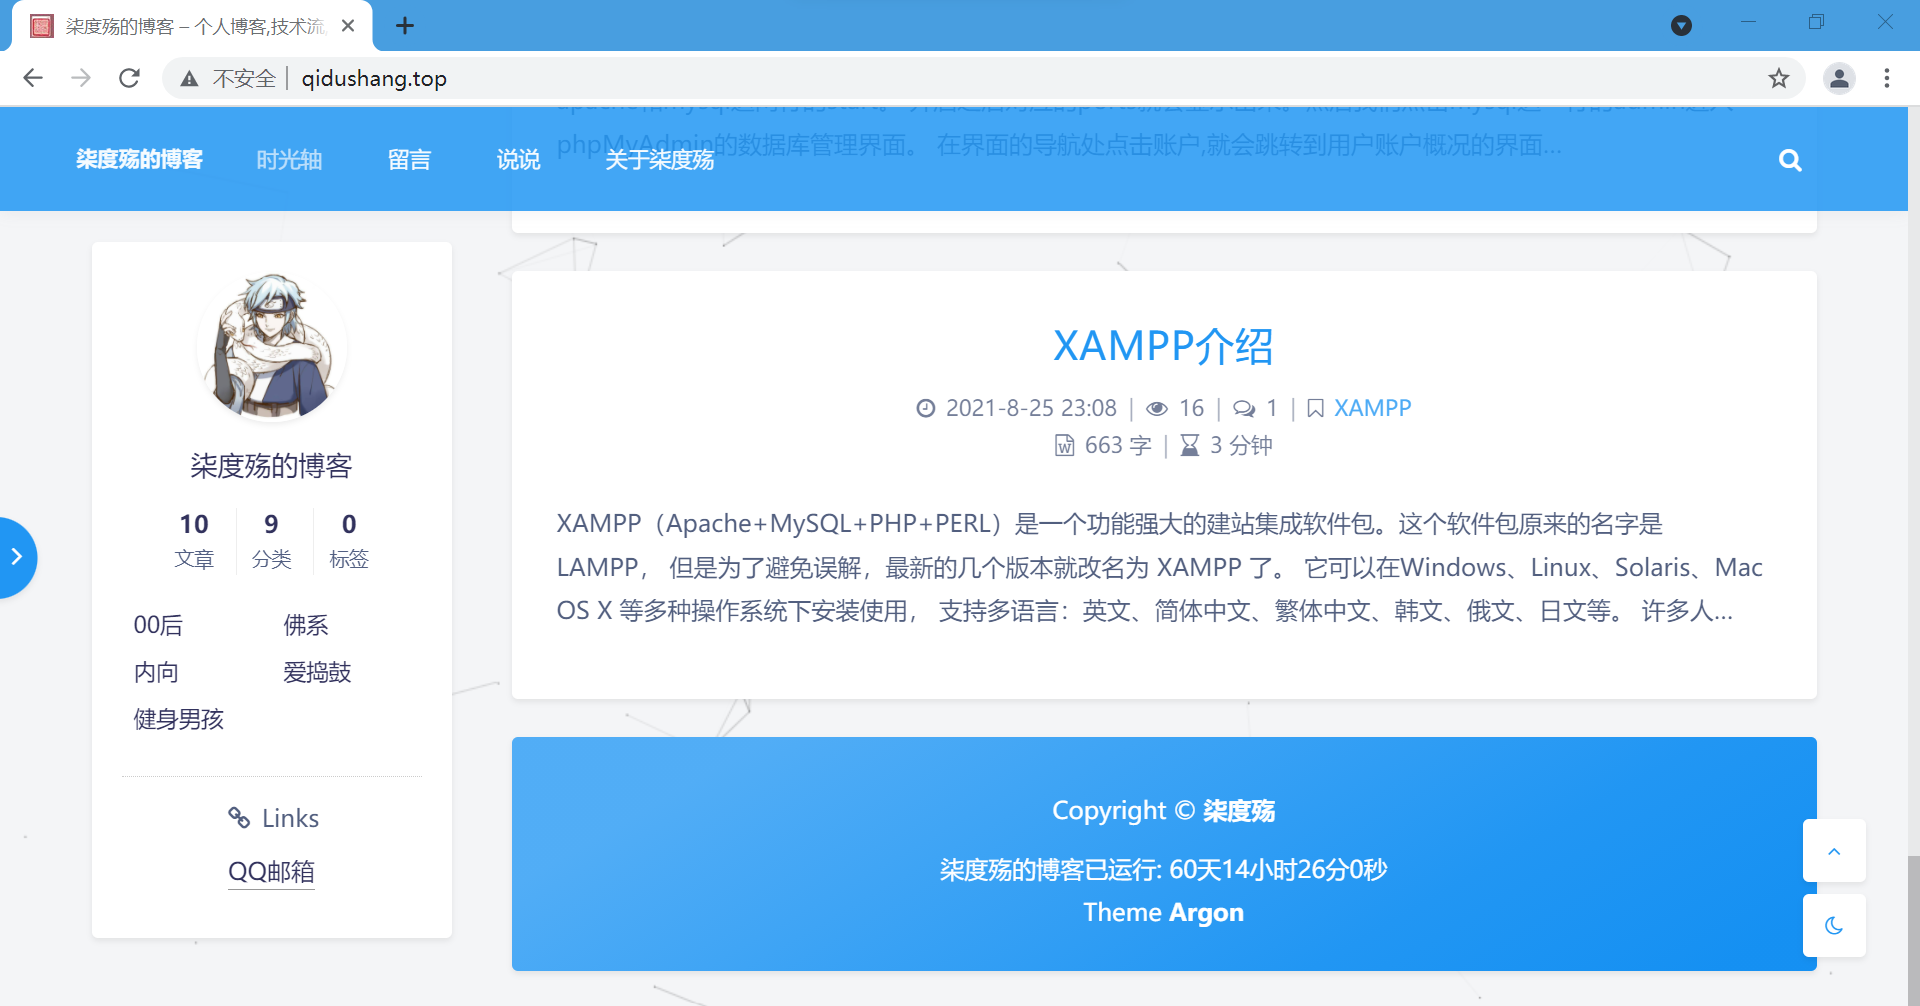 柒度殇的博客 – 个人博客,技术流,
不安全 qidushang.top
柒度殇的博客 时光轴 留言 说说 关于柒度殇
phpMyAdmin的数据库管理界面。 在界面的导航处点击账户,就会跳转到用户账户概况的界面...
柒度殇的博客
10 9 0
文章 分类 标签
00后 佛系
内向 爱捣鼓
健身男孩
Links
QQ邮箱
XAMPP介绍
2021-8-25 23:08 | 16 | 1 | XAMPP
663 字 | 3 分钟
XAMPP（Apache+MySQL+PHP+PERL）是一个功能强大的建站集成软件包。这个软件包原来的名字是
LAMPP， 但是为了避免误解，最新的几个版本就改名为 XAMPP 了。 它可以在Windows、Linux、Solaris、Mac
OS X 等多种操作系统下安装使用， 支持多语言：英文、简体中文、繁体中文、韩文、俄文、日文等。 许多人...
Copyright © 柒度殇
柒度殇的博客已运行: 60天14小时26分0秒
Theme Argon